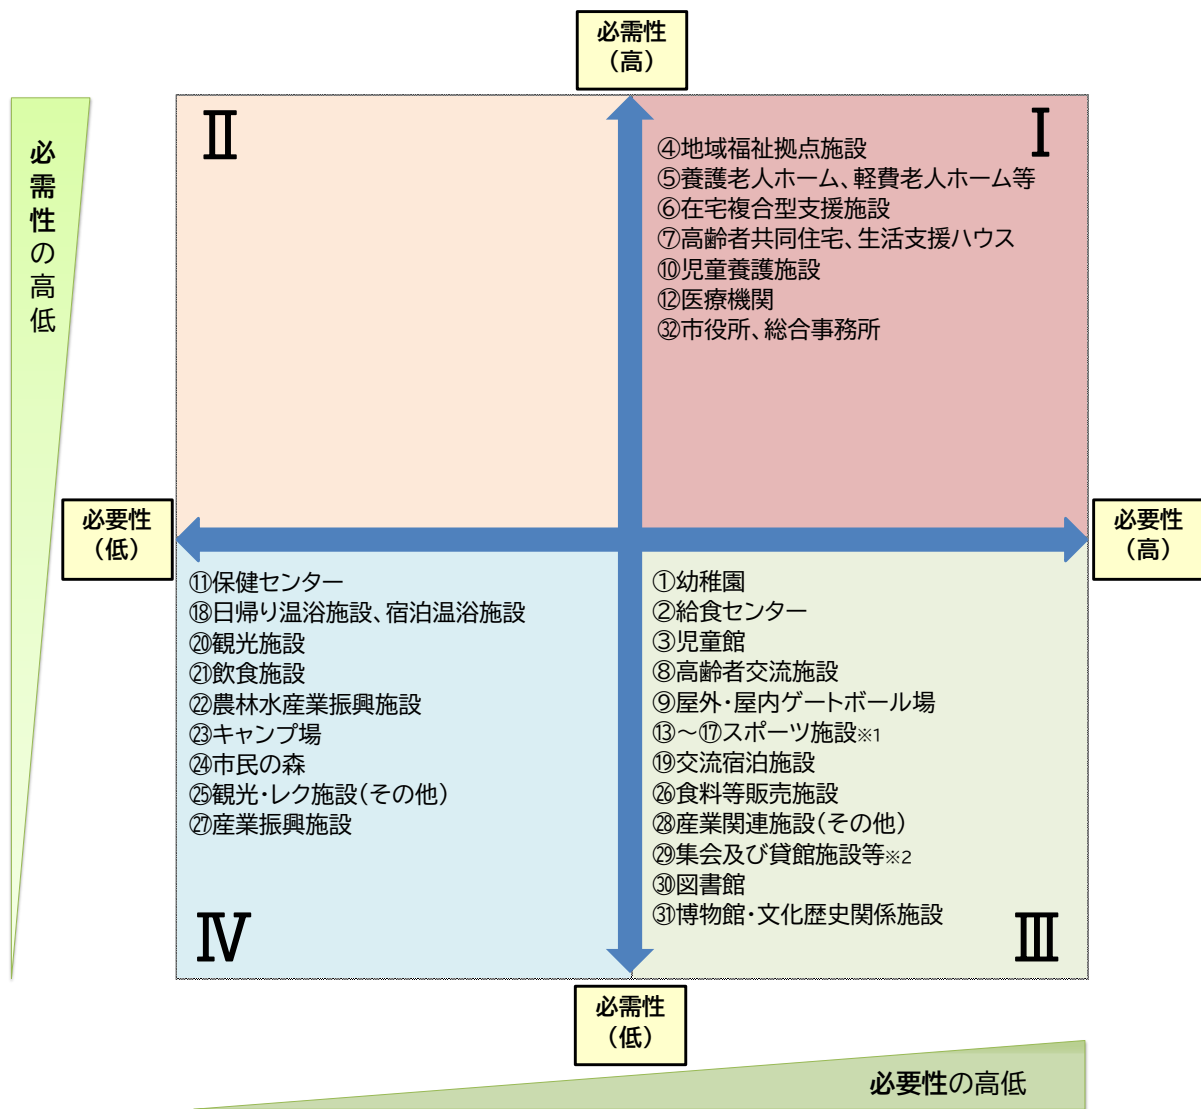 必需性
（高）
必需性の高低
Ⅱ
Ⅰ
④地域福祉拠点施設
⑤養護老人ホーム、軽費老人ホーム等
⑥在宅複合型支援施設
⑦高齢者共同住宅、生活支援ハウス
⑩児童養護施設
⑫医療機関
㉜市役所、総合事務所
必要性
（低）
必要性
（高）
⑪保健センター
⑱日帰り温浴施設、宿泊温浴施設
⑳観光施設
㉑飲食施設
㉒農林水産業振興施設
㉓キャンプ場
㉔市民の森
㉕観光・レク施設（その他）
㉗産業振興施設
Ⅳ
①幼稚園
②給食センター
③児童館
⑧高齢者交流施設
⑨屋外・屋内ゲートボール場
⑬～⑰スポーツ施設※1
⑲交流宿泊施設
㉖食料等販売施設
㉘産業関連施設（その他）
㉙集会及び貸館施設等※2
㉚図書館
㉛博物館・文化歴史関係施設
Ⅲ
必需性
（低）
必要性の高低